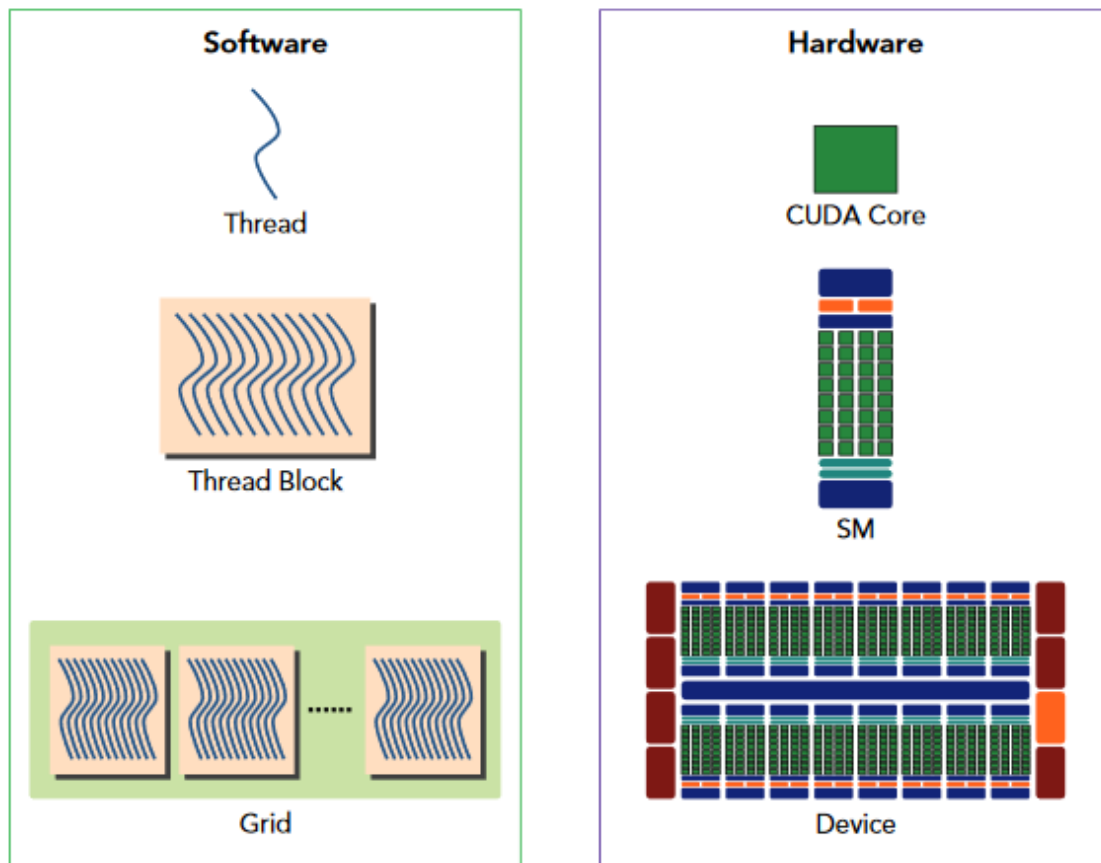 Software
Thread
Thread Block
......
Grid
Hardware
CUDA Core
SM
Device